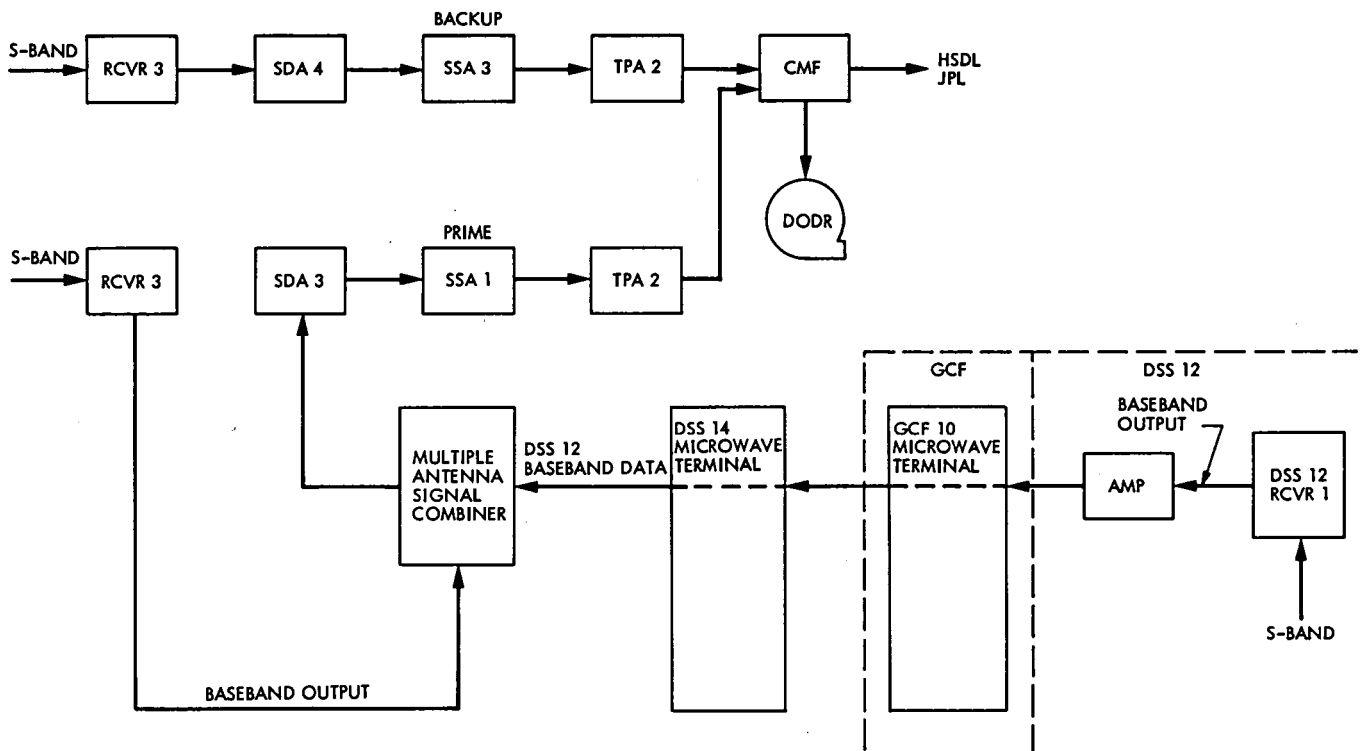 BACKUP
S-BAND
RCVR 3
SDA 4
SSA 3
TPA 2
CMF
HSDL
JPL
DODR
PRIME
S-BAND
RCVR 3
SDA 3
SSA 1
TPA 2
GCF
DSS 12
BASEBAND
OUTPUT
MULTIPLE
ANTENNA
SIGNAL
COMBINER
DSS 12
BASEBAND DATA
DSS 14
MICROWAVE
TERMINAL
GCF 10
MICROWAVE
TERMINAL
AMP
DSS 12
RCVR 1
S-BAND
BASEBAND OUTPUT